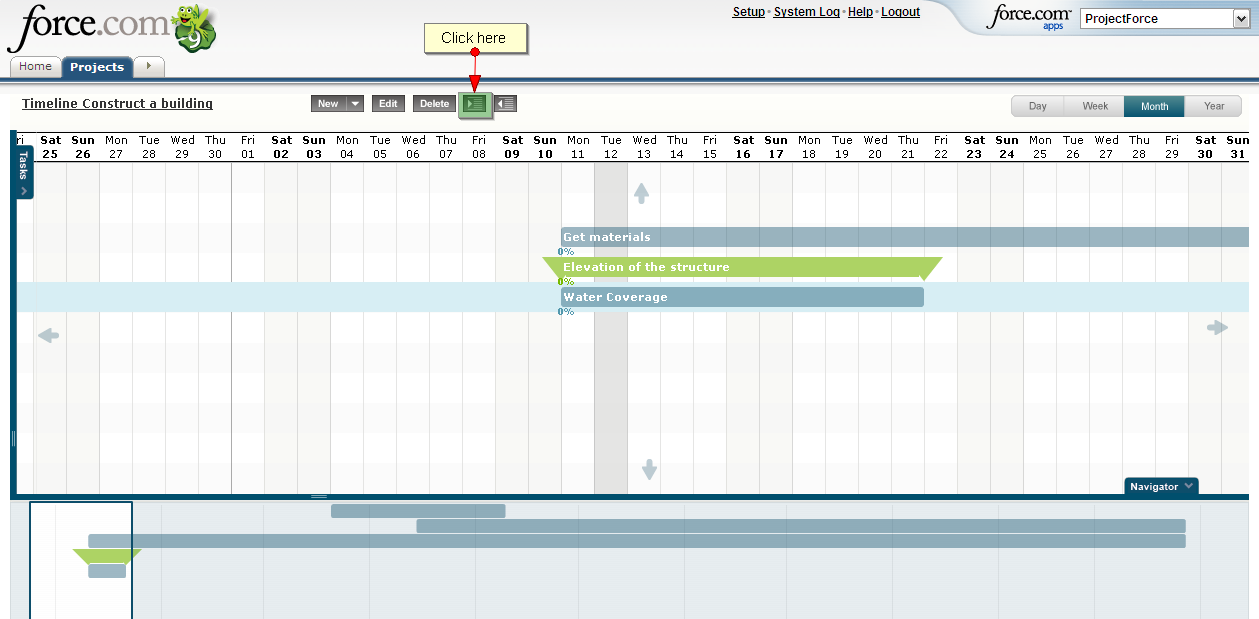 force.com
9
Setup • System Log • Help • Logout
force.com
apps
ProjectForce
Click here
Home Projects
Timeline Construct a building
New Edit Delete
Day Week Month Year
ri Sat Sun Mon Tue Wed Thu Fri Sat Sun Mon Tue Wed Thu Fri Sat Sun Mon Tue Wed Thu Fri Sat Sun Mon Tue Wed Thu Fri Sat Sun Mon Tue Wed Thu Fri Sat Sun
25 26 27 28 29 30 01 02 03 04 05 06 07 08 09 10 11 12 13 14 15 16 17 18 19 20 21 22 23 24 25 26 27 28 29 30 31
Tasks
Get materials
0%
Elevation of the structure
0%
Water Coverage
0%
Navigator